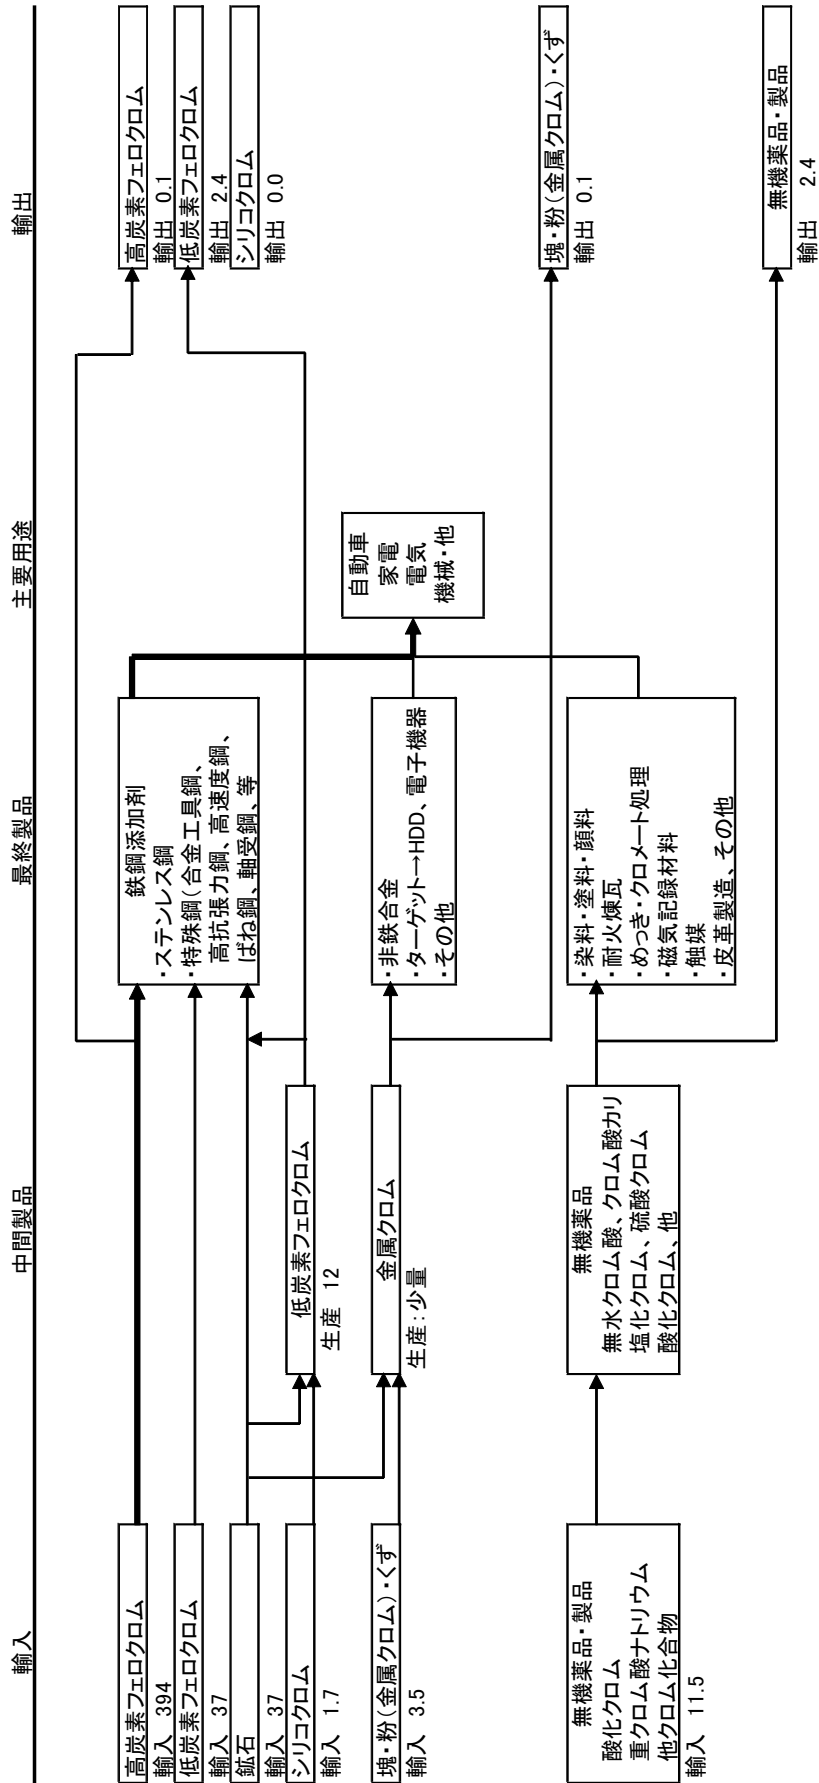 輸入
中間製品
最終製品
主要用途
輸出
高炭素フェロクロム
輸入 394
低炭素フェロクロム
輸入 37
鉱石
輸入 37
シリコクロム
輸入 1.7
塊・粉(金属クロム)・くず
輸入 3.5
無機薬品・製品
酸化クロム
重クロム酸ナトリウム
他クロム化合物
輸入 11.5
低炭素フェロクロム
生産 12
金属クロム
生産:少量
無機薬品
無水クロム酸、クロム酸カリ
塩化クロム、硫酸クロム
酸化クロム、他
鉄鋼添加剤
・ステンレス鋼
・特殊鋼(合金工具鋼、
高抗張力鋼、高速度鋼、
ばね鋼、軸受鋼、等
・非鉄合金
・ターゲット→HDD、電子機器
・その他
・染料・塗料・顔料
・耐火煉瓦
・めっき・クロメート処理
・磁気記録材料
・触媒
・皮革製造、その他
自動車
家電
電気
機械・他
高炭素フェロクロム
輸出 0.1
低炭素フェロクロム
輸出 2.4
シリコクロム
輸出 0.0
塊・粉(金属クロム)・くず
輸出 0.1
無機薬品・製品
輸出 2.4